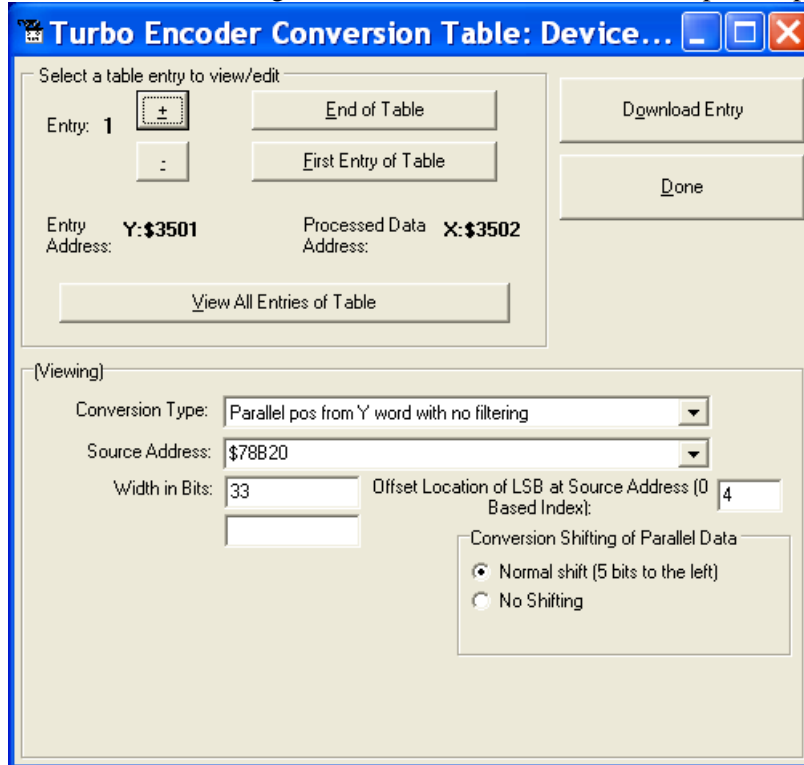 Turbo Encoder Conversion Table: Device...
Select a table entry to view/edit
Entry: 1
+
End of Table
Download Entry
-
First Entry of Table
Done
Entry Address: Y:$3501
Processed Data Address: X:$3502
View All Entries of Table
(Viewing)
Conversion Type: Parallel pos from Y word with no filtering
Source Address: $78B20
Width in Bits: 33
Offset Location of LSB at Source Address (0
Based Index): 4
Conversion Shifting of Parallel Data
Normal shift (5 bits to the left)
No Shifting